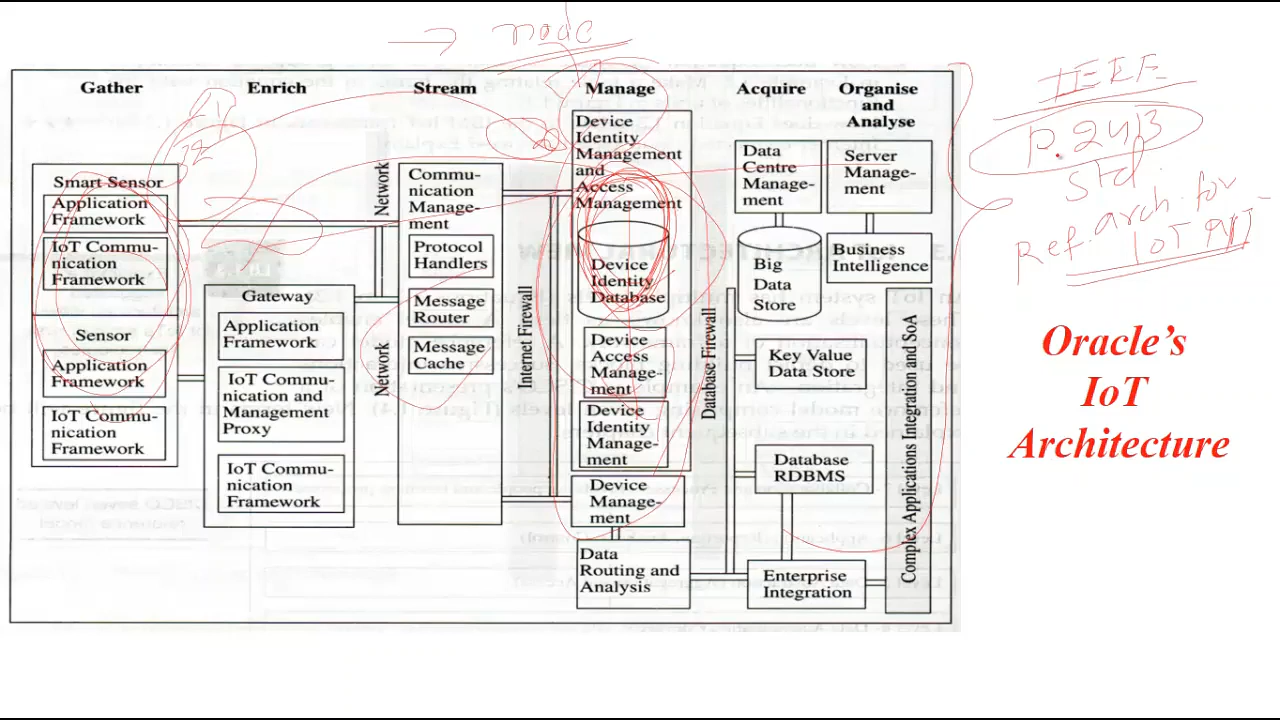 node
Gather
Enrich
Stream
Manage
Acquire
Organise
and
Analyse
Smart Sensor
Application
Framework
IoT Commu-
nication
Framework
Sensor
Application
Framework
IoT Commu-
nication
Framework
Gateway
Application
Framework
IoT Commu-
nication and
Management
Proxy
IoT Commu-
nication
Framework
Network
Network
Commu-
nication
Manage-
ment
Protocol
Handlers
Message
Router
Message
Cache
Internet Firewall
Device
Identity
Management
and
Access
Management
Device
Identity
Database
Device
Access
Manage-
ment
Device
Identity
Manage-
ment
Device
Manage-
ment
Data
Routing and
Analysis
Database Firewall
Data
Centre
Manage-
ment
Big
Data
Store
Key Value
Data Store
Database
RDBMS
Enterprise
Integration
Server
Manage-
ment
Business
Intelligence
Complex Applications Integration and SoA
IEEE
P.2413
Std.
Ref. arch. for
IoT
Oracle’s
IoT
Architecture